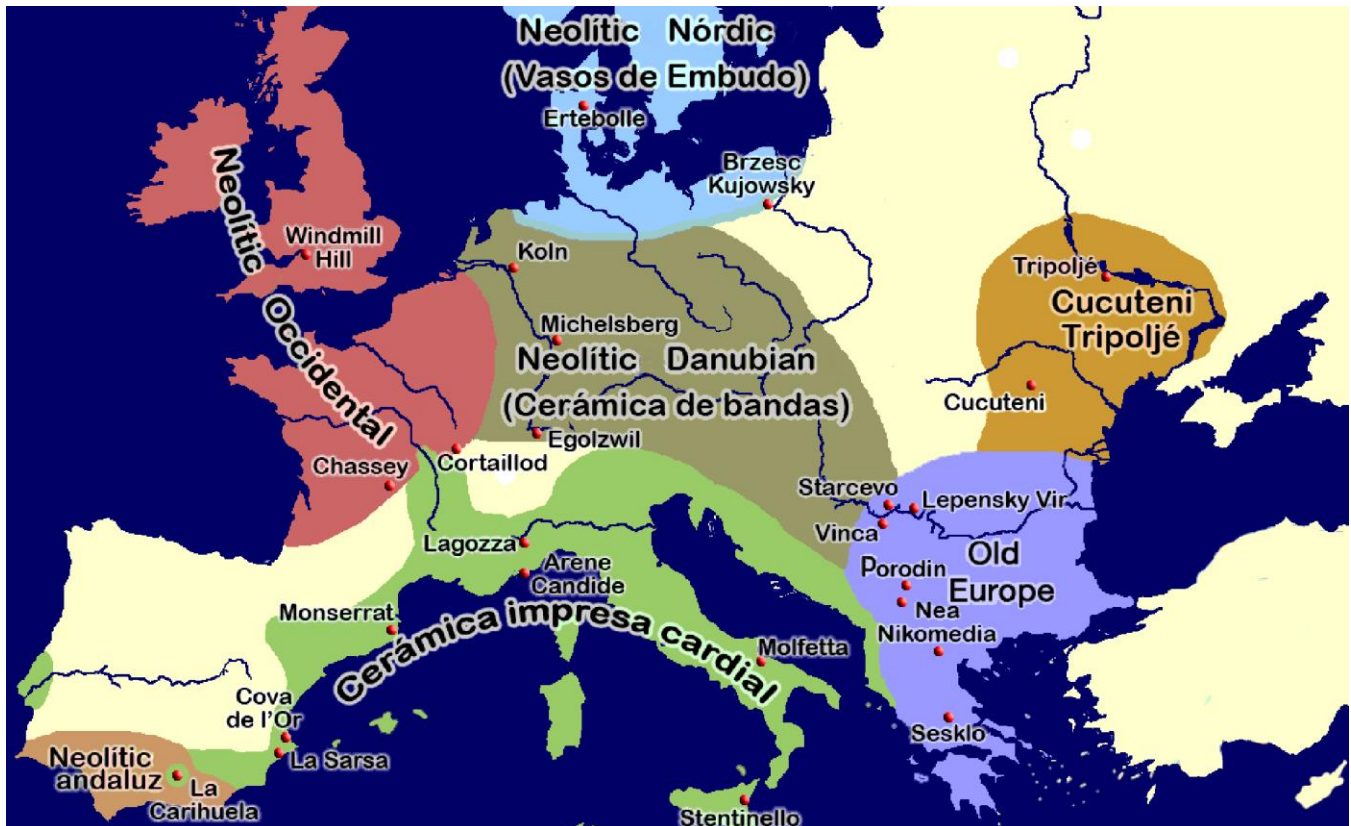 Neolític Nórdic
(Vasos de Embudo)
Ertebolle
Brzesc
Kujowsky
Neolític Occidental
Windmill
Hill
Koln
Tripoljé
Cucuteni
Tripoljé
Michelsberg
Neolític Danubian
(Cerámica de bandas)
Cucuteni
Egolzwil
Cortaillod
Chassey
Starcevo
Lepensky Vir
Vinca
Lagozza
Old
Europe
Arene
Candide
Porodin
Nea
Nikomedia
Monserrat
Cerámica impresa cardial
Molfetta
Cova
de l'Or
Sesklo
La Sarsa
Neolític
andaluz
La
Carihuela
Stentinello